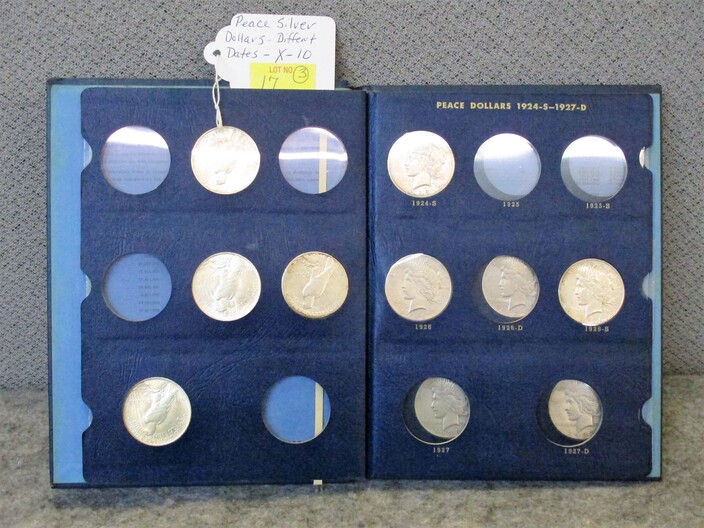 Peace Silver
Dollars - Diffent
Dates - X-10
LOT NO. 3
17
PEACE DOLLARS 1924-S—1927-D
1924-S 1925 1925-S
1926 1926-D 1926-S
1927 1927-D